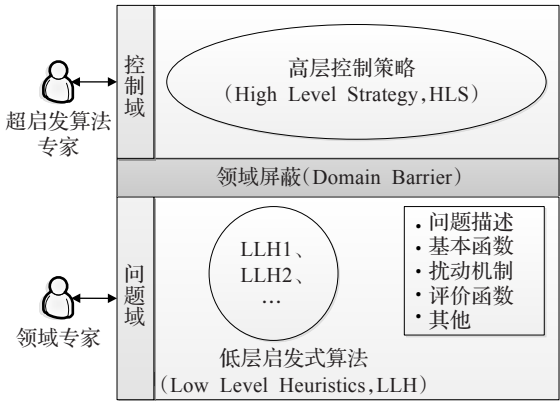 控制域
高层控制策略
(High Level Strategy,HLS)
超启发算法
专家
领域屏蔽(Domain Barrier)
问题域
LLH1、
LLH2、
…
• 问题描述
• 基本函数
• 扰动机制
• 评价函数
• 其他
领域专家
低层启发式算法
(Low Level Heuristics,LLH)